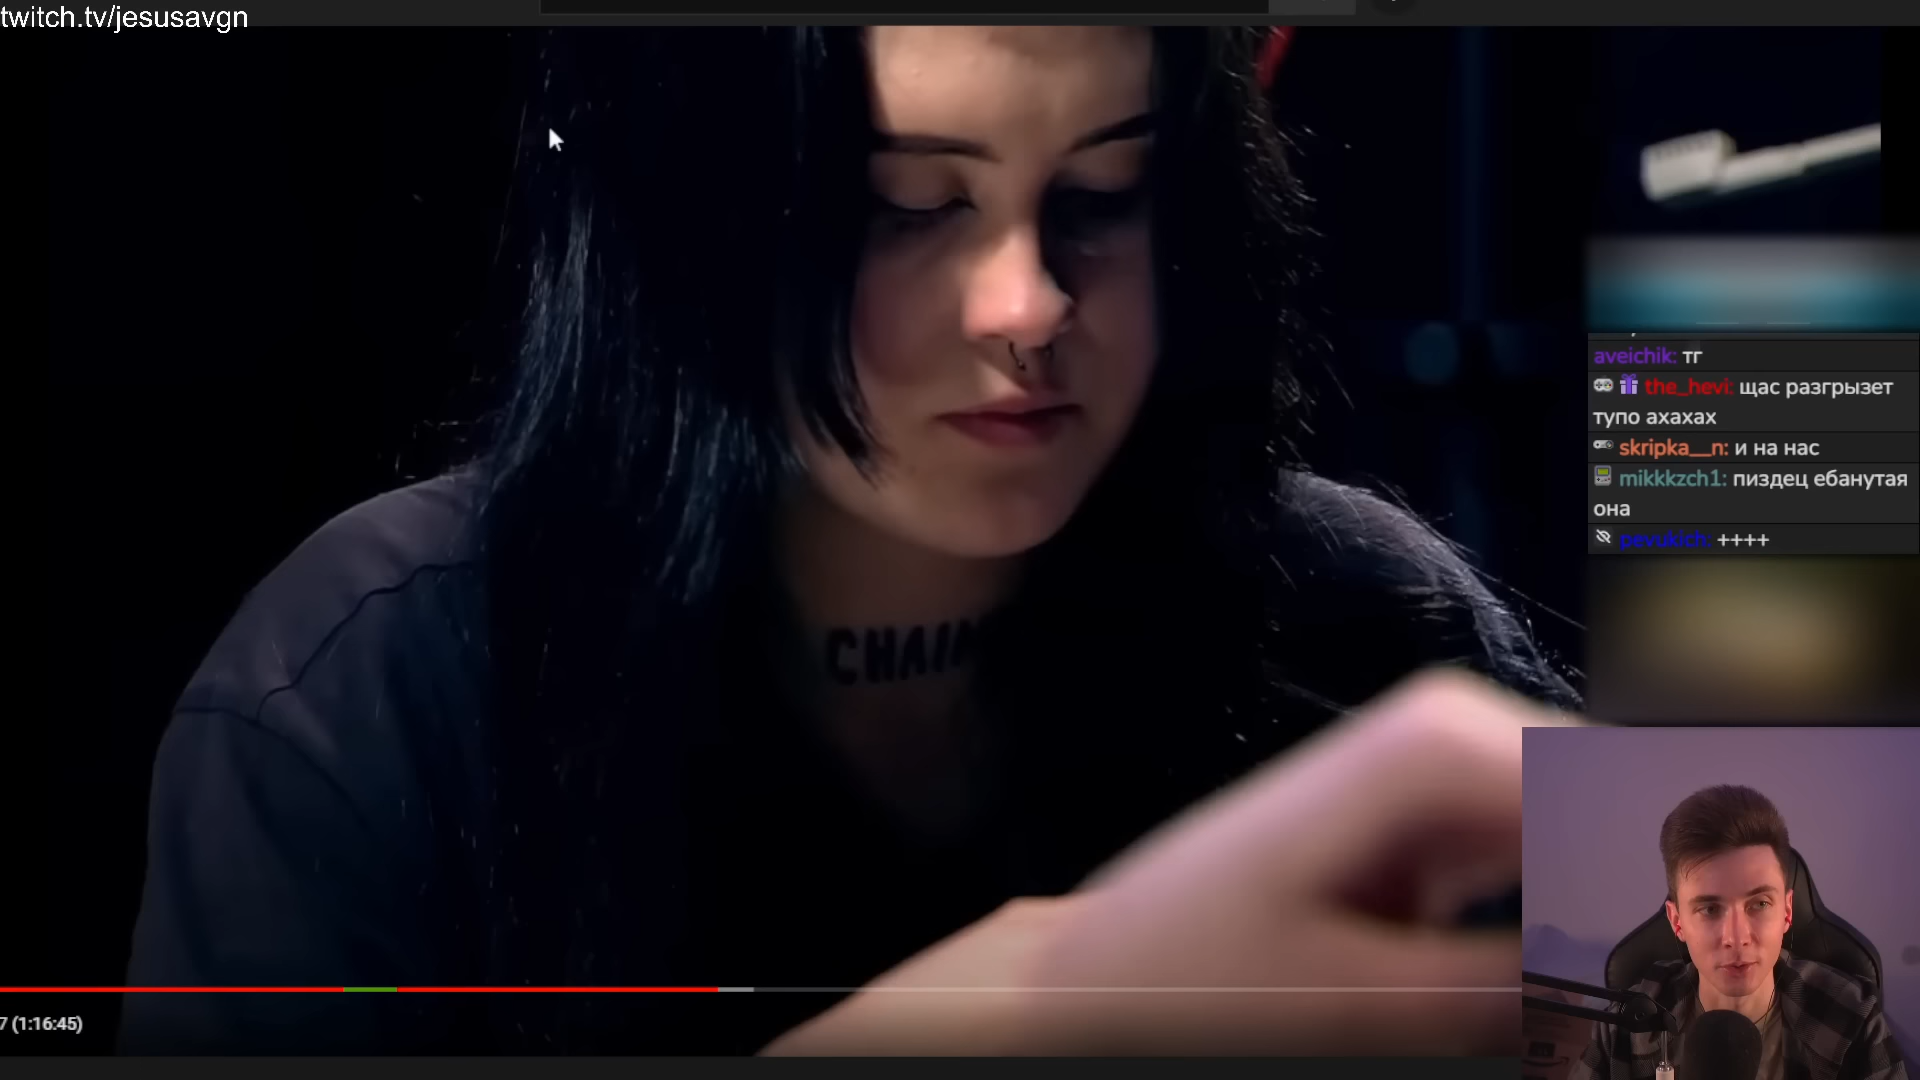 twitch.tv/jesusavgn
aveichik: тг
the_hevi: щас разгрызет
тупо ахахах
skripka__n: и на нас
mikkkzch1: пиздец ебанутая
она
pevukich: ++++
CHAIN
7 (1:16:45)